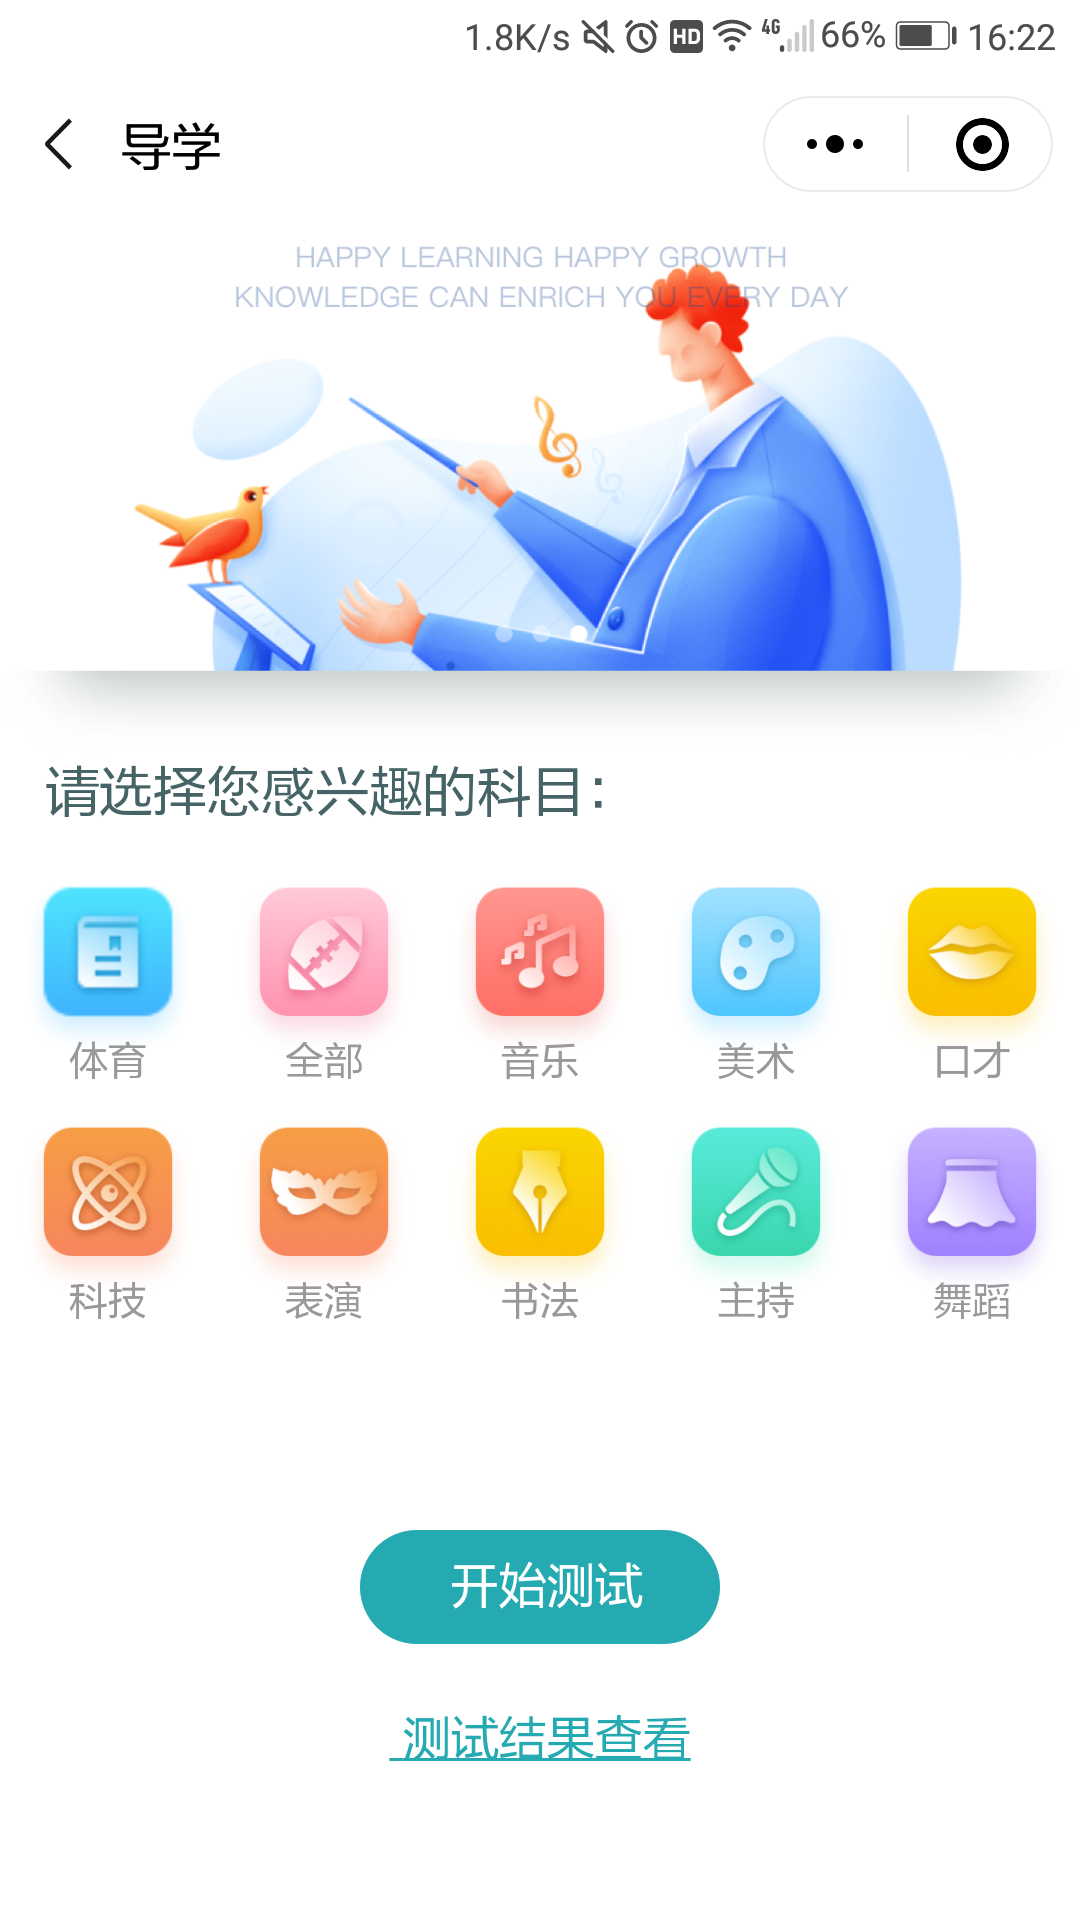 1.8K/s HD 4G 66% 16:22
导学
HAPPY LEARNING HAPPY GROWTH
KNOWLEDGE CAN ENRICH YOU EVERY DAY
请选择您感兴趣的科目：
体育 全部 音乐 美术 口才
科技 表演 书法 主持 舞蹈
开始测试
测试结果查看